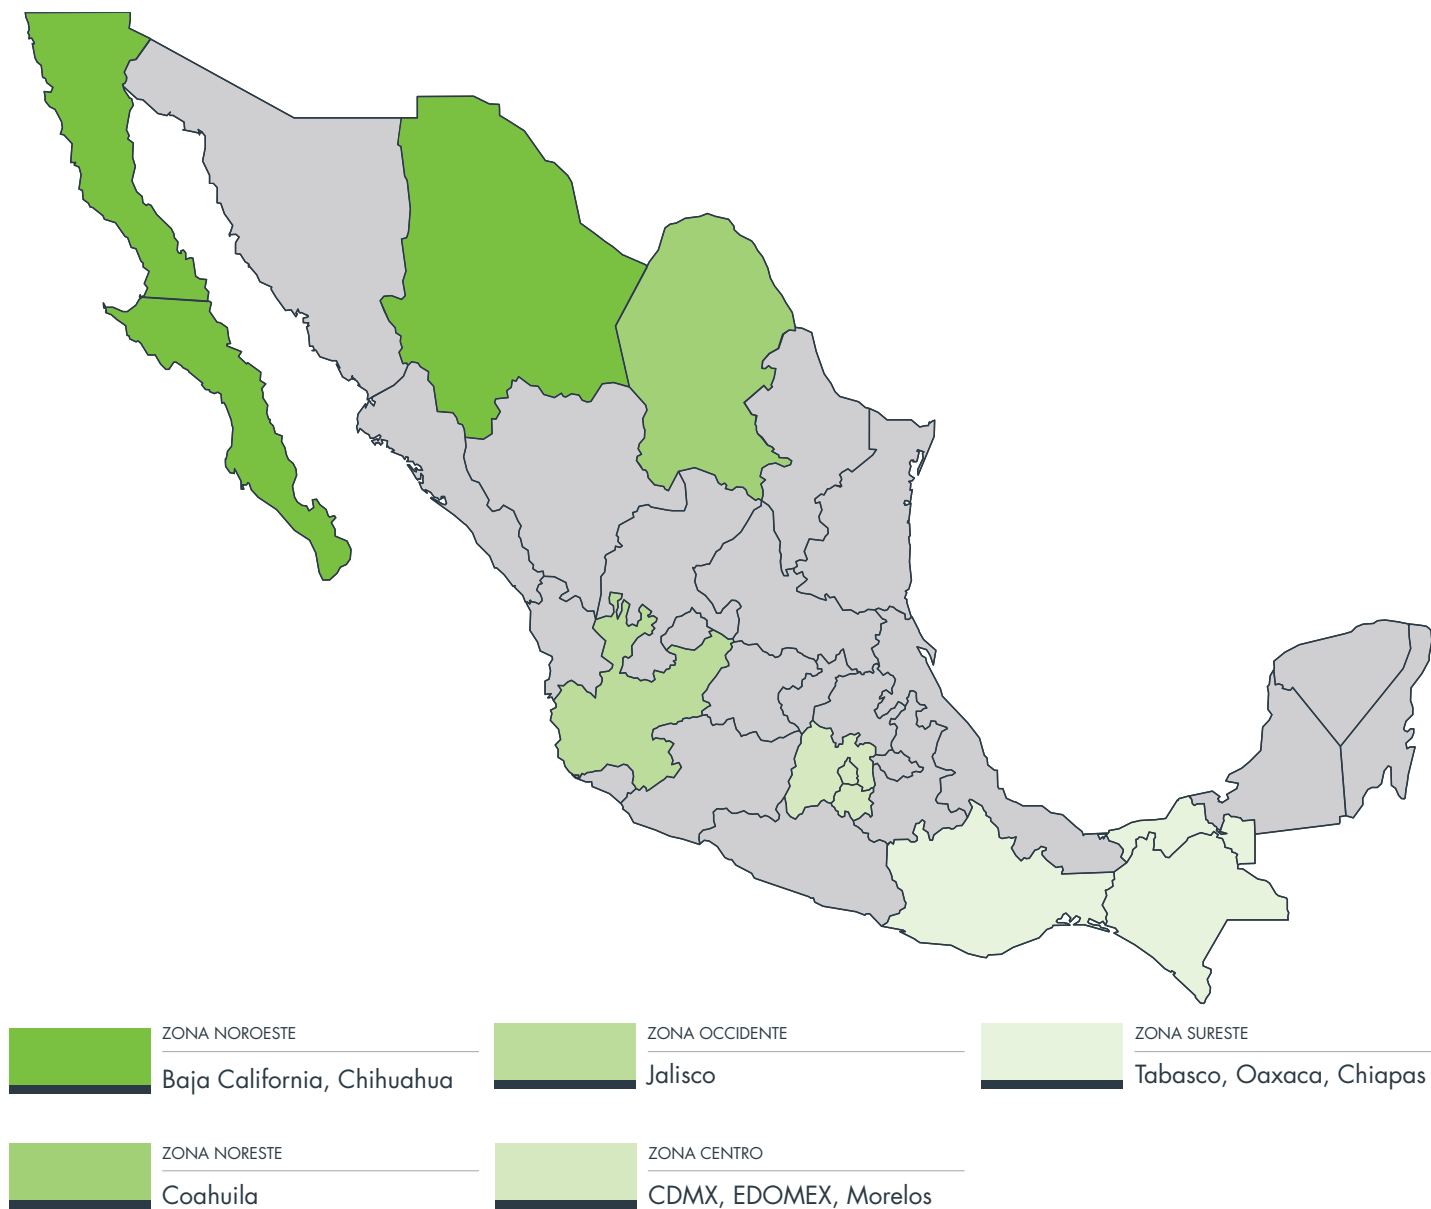 ZONA NOROESTE
Baja California, Chihuahua
ZONA OCCIDENTE
Jalisco
ZONA SURESTE
Tabasco, Oaxaca, Chiapas
ZONA NORESTE
Coahuila
ZONA CENTRO
CDMX, EDOMEX, Morelos